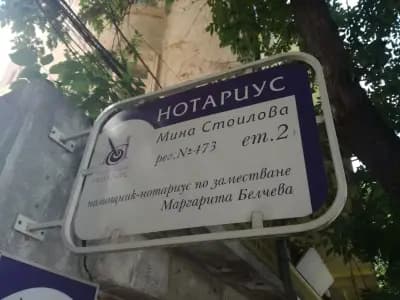 НОТАРИУС
Мина Стоилова
рег.№473 ет.2
помощник-нотариус по заместване
Маргарита Белчева